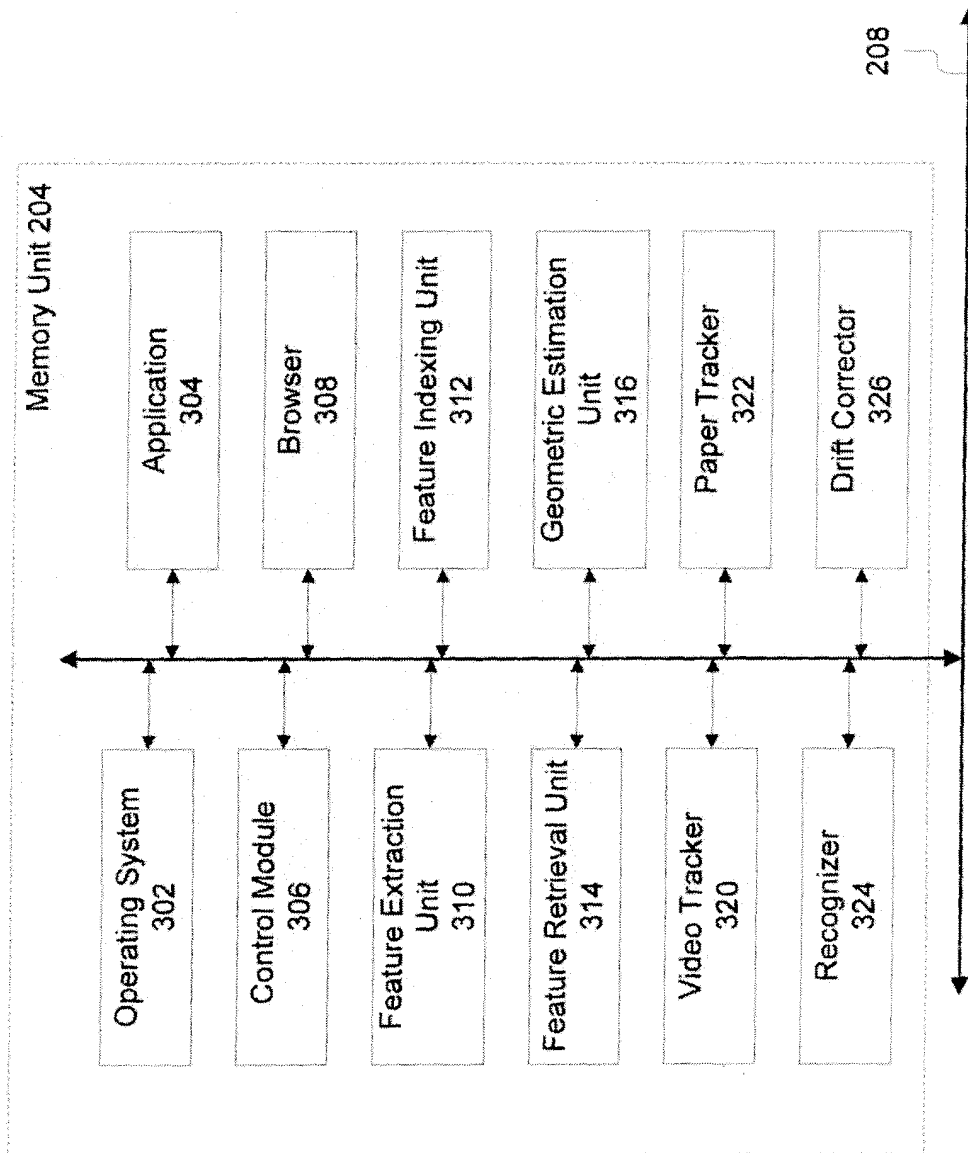 Memory Unit 204
Operating System
302
Application
304
Control Module
306
Browser
308
Feature Extraction
Unit
310
Feature Indexing Unit
312
Feature Retrieval Unit
314
Geometric Estimation
Unit
316
Video Tracker
320
Paper Tracker
322
Recognizer
324
Drift Corrector
326
208